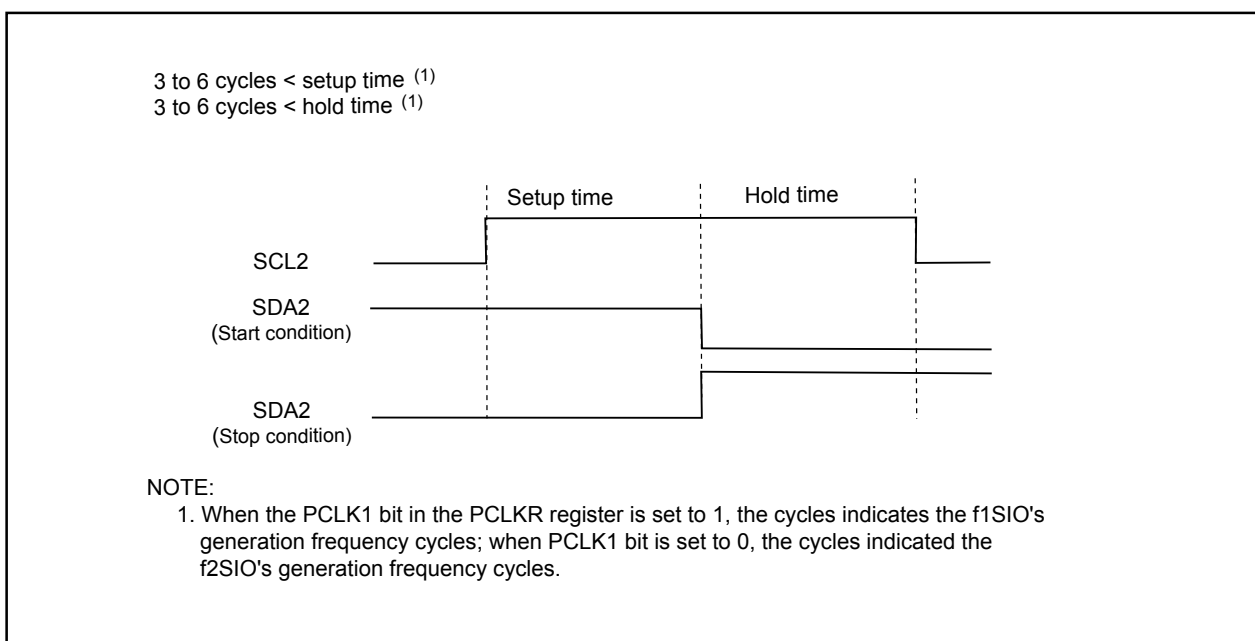 3 to 6 cycles < setup time (1)
3 to 6 cycles < hold time (1)
Setup time
Hold time
SCL2
SDA2
(Start condition)
SDA2
(Stop condition)
NOTE:
1. When the PCLK1 bit in the PCLKR register is set to 1, the cycles indicates the f1SIO's
generation frequency cycles; when PCLK1 bit is set to 0, the cycles indicated the
f2SIO's generation frequency cycles.